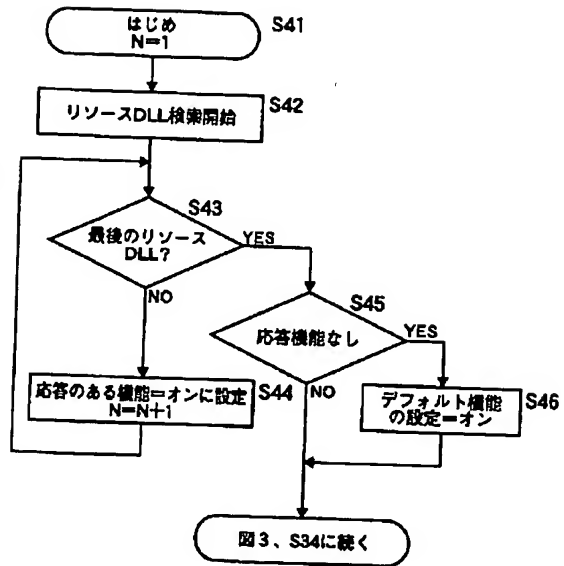 はじめ
N=1
S41
リソースDLL検索開始
S42
S43
最後のリソース
DLL?
YES
NO
S45
応答機能なし
YES
NO
応答のある機能=オンに設定
N=N+1
S44
デフォルト機能
の設定=オン
S46
図3、S34に続く